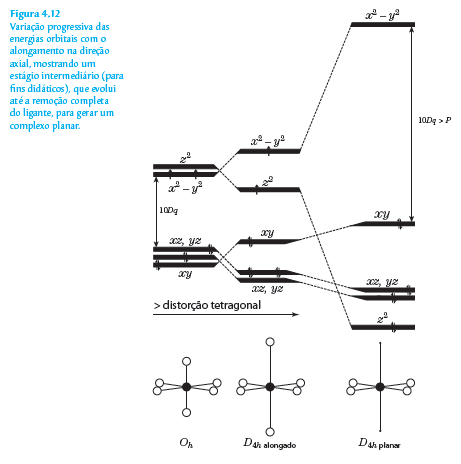 Figura 4.12
Variação progressiva das
energias orbitais com o
alongamento na direção
axial, mostrando um
estágio intermediário (para
fins didáticos), que evolui
até a remoção completa
do ligante, para gerar um
complexo planar.
x² – y²
10Dq > P
x² – y²
z²
z²
x² – y²
10Dq
xy
xy
xz, yz
xy
xz, yz
xz, yz
z²
> distorção tetragonal
Oₕ
D₄ₕ alongado
D₄ₕ planar